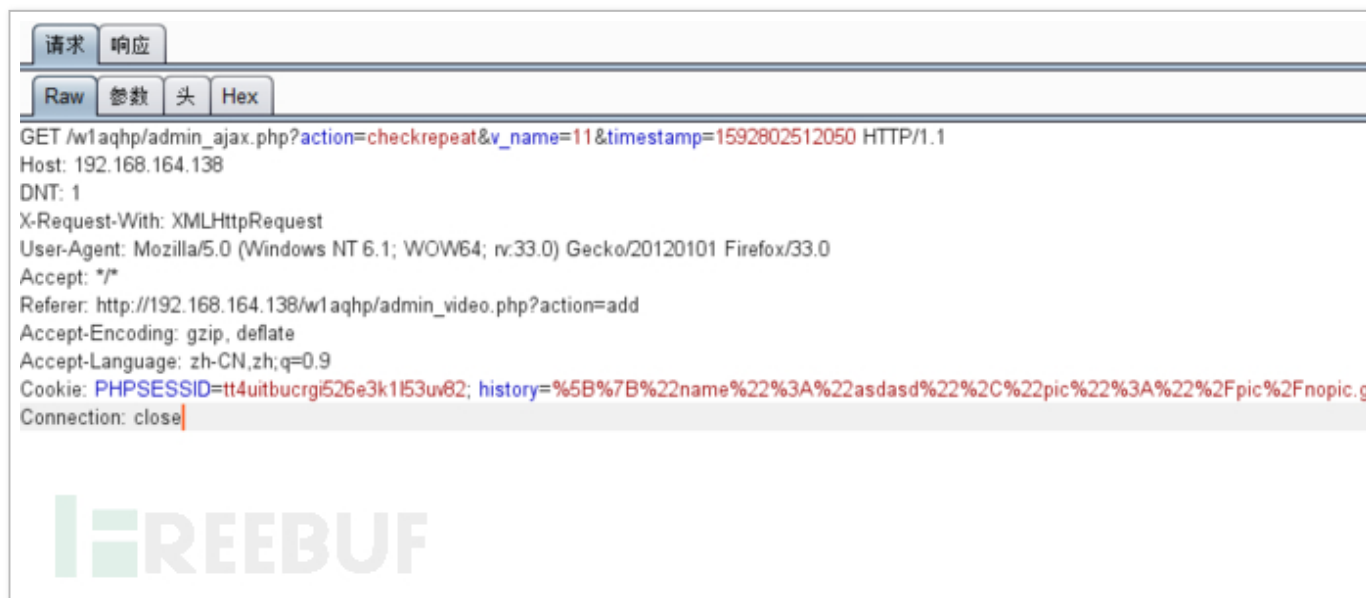 请求 响应
Raw 参数 头 Hex
GET /w1aqhp/admin_ajax.php?action=checkrepeat&v_name=11&timestamp=1592802512050 HTTP/1.1
Host: 192.168.164.138
DNT: 1
X-Request-With: XMLHttpRequest
User-Agent: Mozilla/5.0 (Windows NT 6.1; WOW64; rv:33.0) Gecko/20120101 Firefox/33.0
Accept: */*
Referer: http://192.168.164.138/w1aqhp/admin_video.php?action=add
Accept-Encoding: gzip, deflate
Accept-Language: zh-CN,zh;q=0.9
Cookie: PHPSESSID=tt4uitbucrgi526e3k1l53uv82; history=%5B%7B%22name%22%3A%22asdasd%22%2C%22pic%22%3A%22%2Fpic%2Fnopic.g
Connection: close
FREEBUF